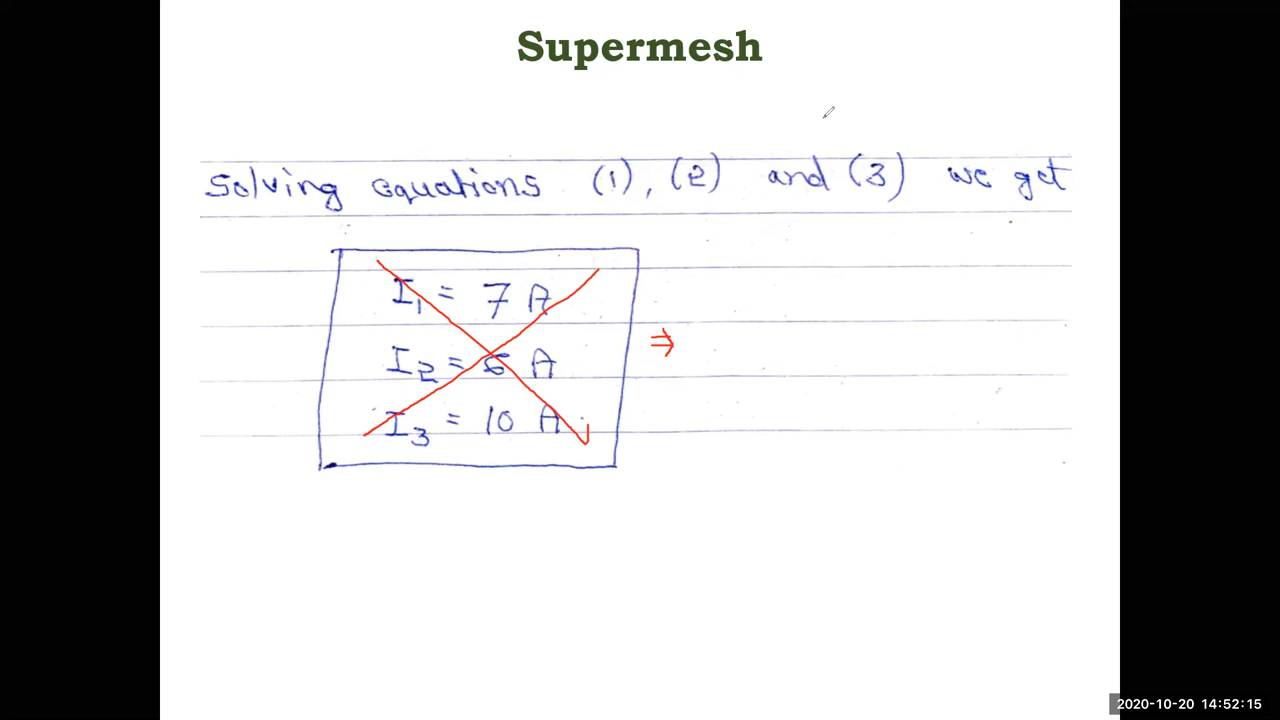 Supermesh
Solving equations (1), (2) and (3) we get
I₁ = 7 A
I₂ = 6 A
⇒
I₃ = 10 A
2020-10-20 14:52:15